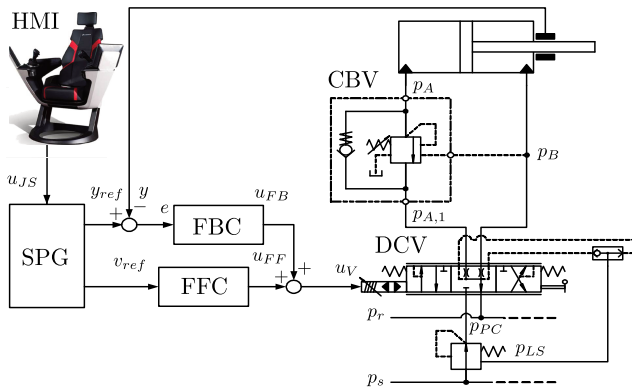 HMI
CBV
p_A
p_B
u_JS
y_ref
y
+
−
e
u_FB
FBC
p_A,1
SPG
DCV
v_ref
u_FF
+
+
FFC
u_V
p_r
p_PC
p_LS
p_s